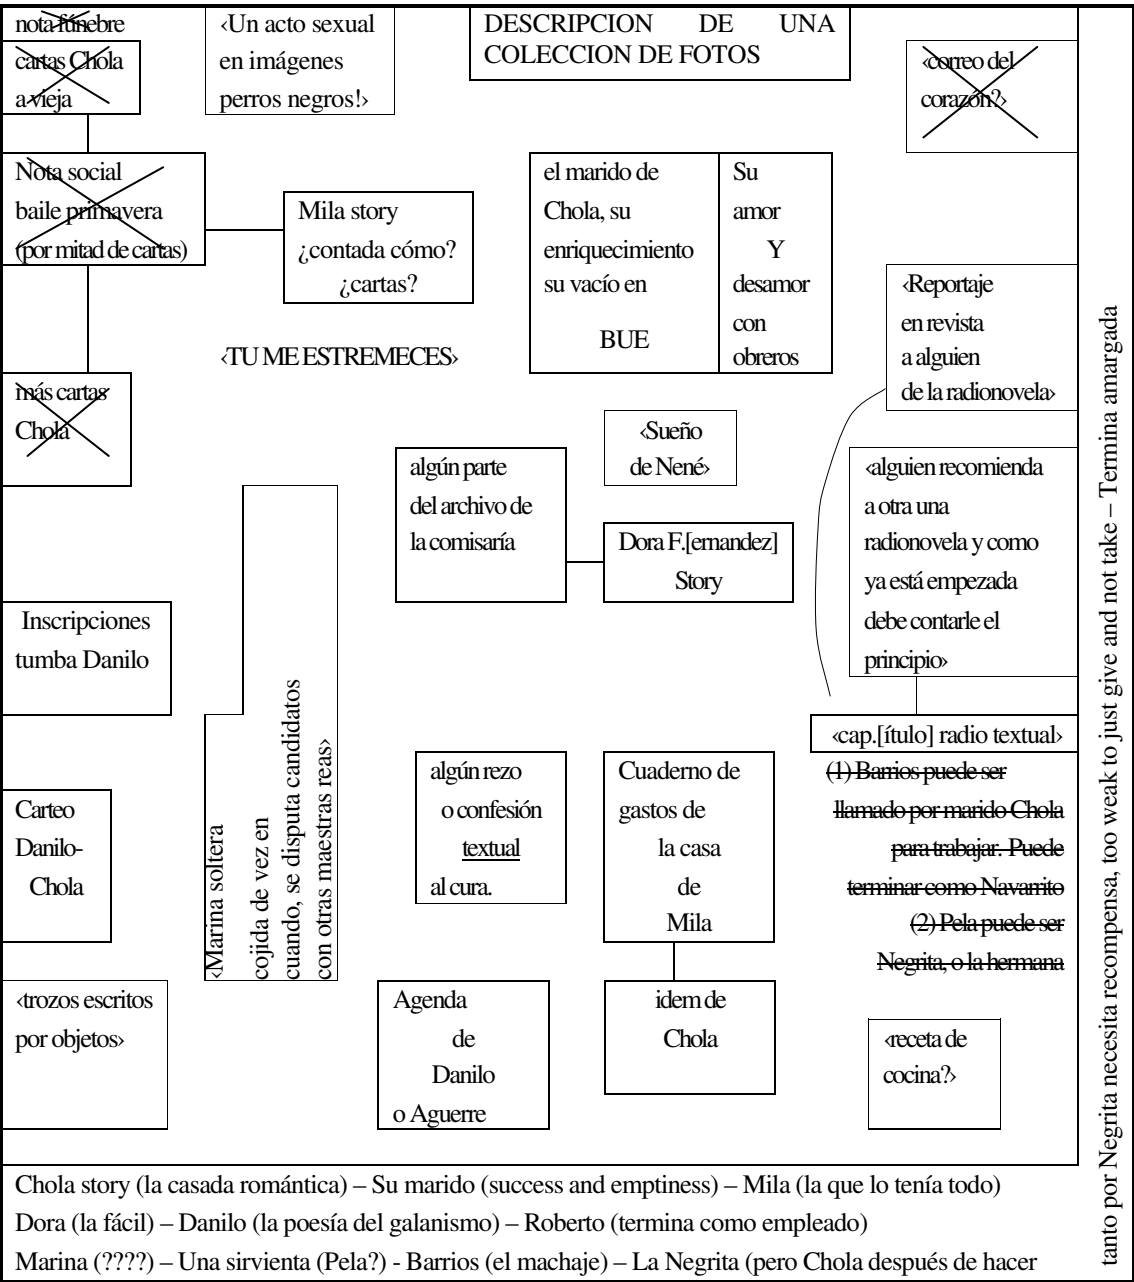 nota fúnebre
cartas Chola
a vieja
‹Un acto sexual
en imágenes
perros negros!›
DESCRIPCION DE UNA
COLECCION DE FOTOS
‹correo del
corazón?›
Nota social
baile primavera
(por mitad de cartas)
Mila story
¿contada cómo?
¿cartas?
el marido de
Chola, su
enriquecimiento
su vacío en
BUE
Su
amor
Y
desamor
con
obreros
‹Reportaje
en revista
a alguien
de la radionovela›
‹TU ME ESTREMECES›
más cartas
Chola
‹Sueño
de Nené›
algún parte
del archivo de
la comisaría
Dora F.[ernandez]
Story
‹alguien recomienda
a otra una
radionovela y como
ya está empezada
debe contarle el
principio›
Inscripciones
tumba Danilo
‹Marina soltera
cojida de vez en
cuando, se disputa candidatos
con otras maestras reas›
‹cap.[ítulo] radio textual›
(1) Barrios puede ser
llamado por marido Chola
para trabajar. Puede
terminar como Navarrito
(2) Pela puede ser
Negrita, o la hermana
algún rezo
o confesión
textual
al cura.
Cuaderno de
gastos de
la casa
de
Mila
Carteo
Danilo-
Chola
‹trozos escritos
por objetos›
Agenda
de
Danilo
o Aguerre
idem de
Chola
‹receta de
cocina?›
Chola story (la casada romántica) – Su marido (success and emptiness) – Mila (la que lo tenía todo)
Dora (la fácil) – Danilo (la poesía del galanismo) – Roberto (termina como empleado)
Marina (????) – Una sirvienta (Pela?) - Barrios (el machaje) – La Negrita (pero Chola después de hacer
tanto por Negrita necesita recompensa, too weak to just give and not take – Termina amargada